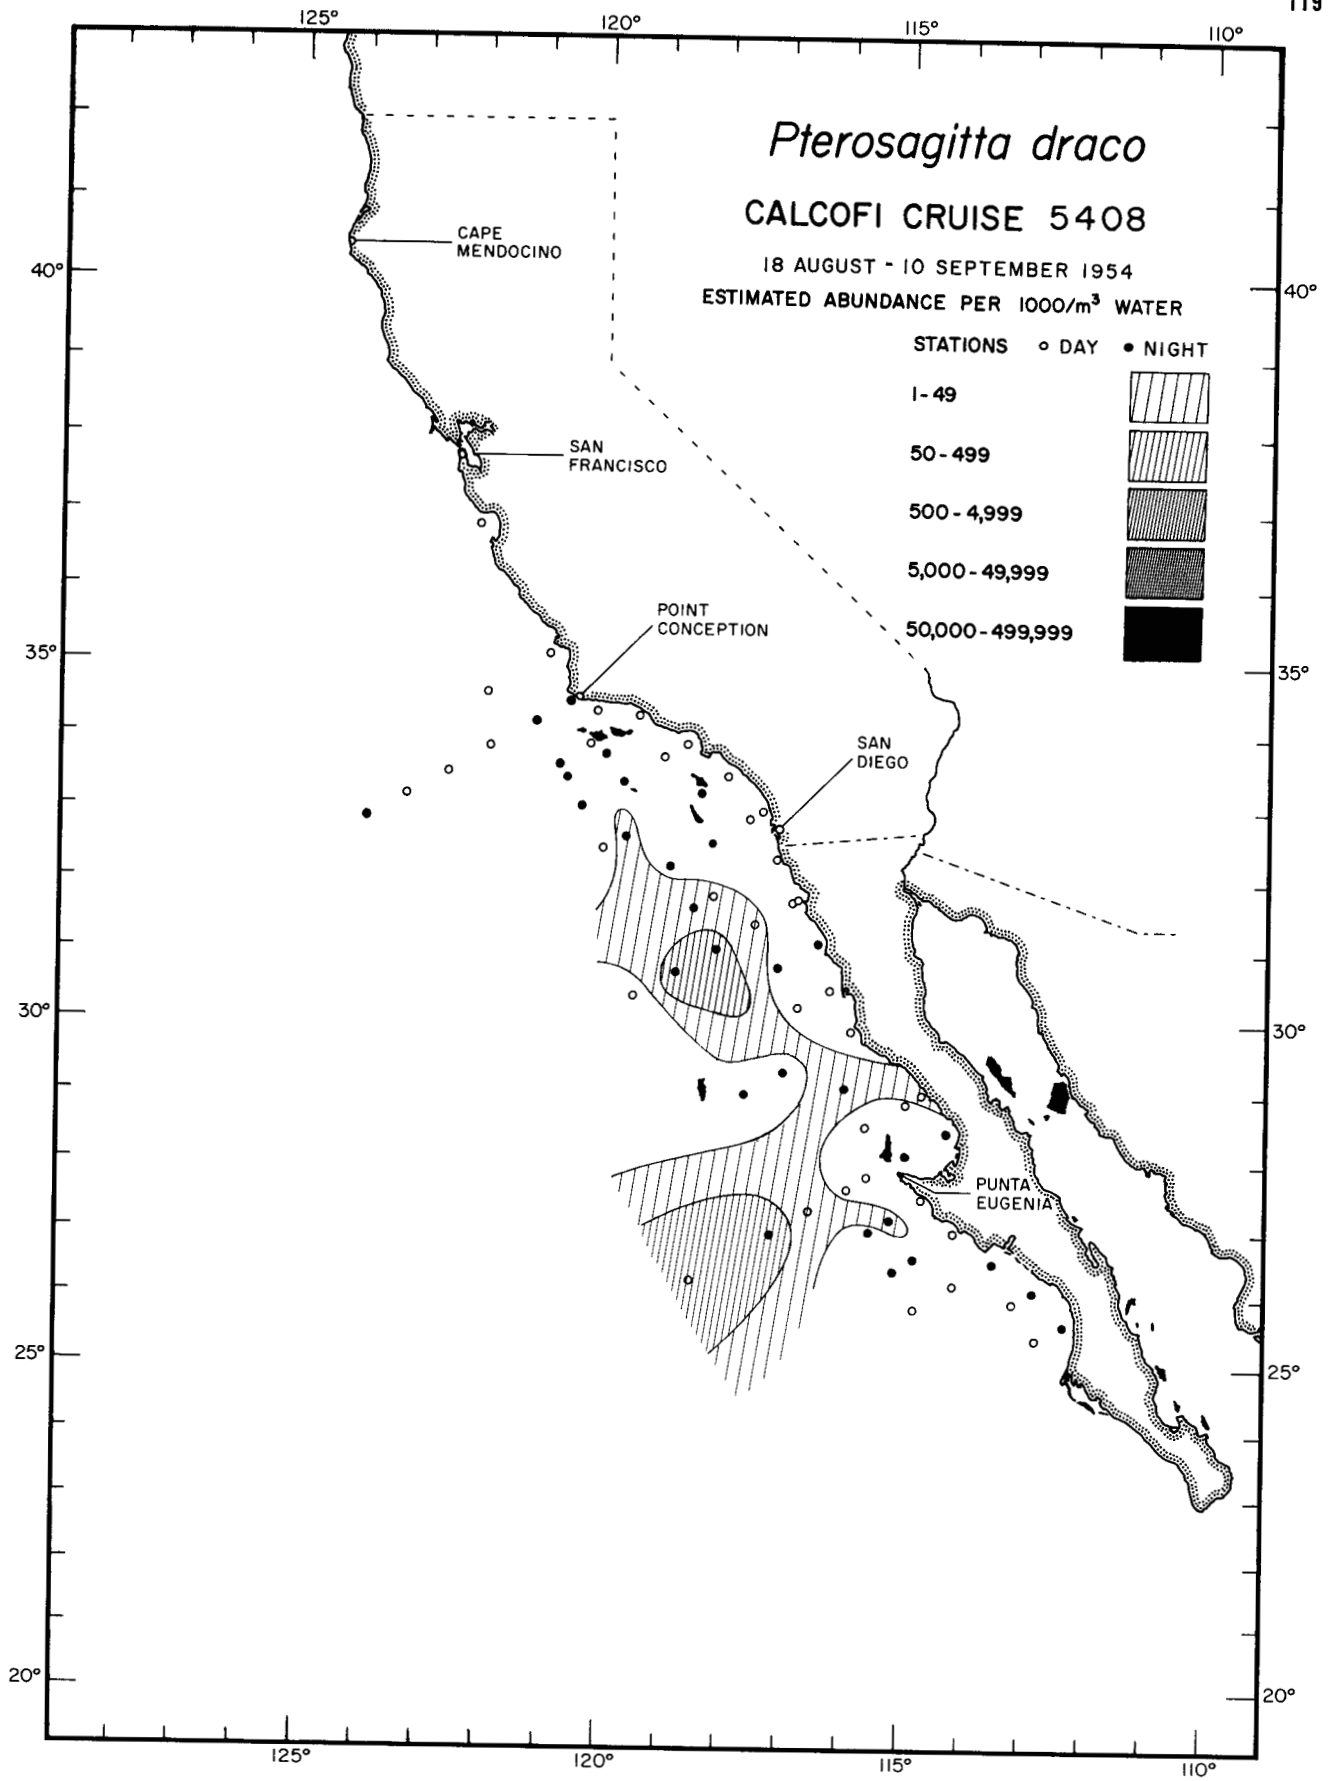 119
125°
120°
115°
110°
Pterosagitta draco
CALCOFI CRUISE 5408
18 AUGUST - 10 SEPTEMBER 1954
ESTIMATED ABUNDANCE PER 1000/m³ WATER
STATIONS ○ DAY ● NIGHT
1-49
50-499
500-4,999
5,000-49,999
50,000-499,999
CAPE
MENDOCINO
40°
40°
SAN
FRANCISCO
POINT
CONCEPTION
35°
35°
SAN
DIEGO
30°
30°
PUNTA
EUGENIA
25°
25°
20°
20°
125°
120°
115°
110°